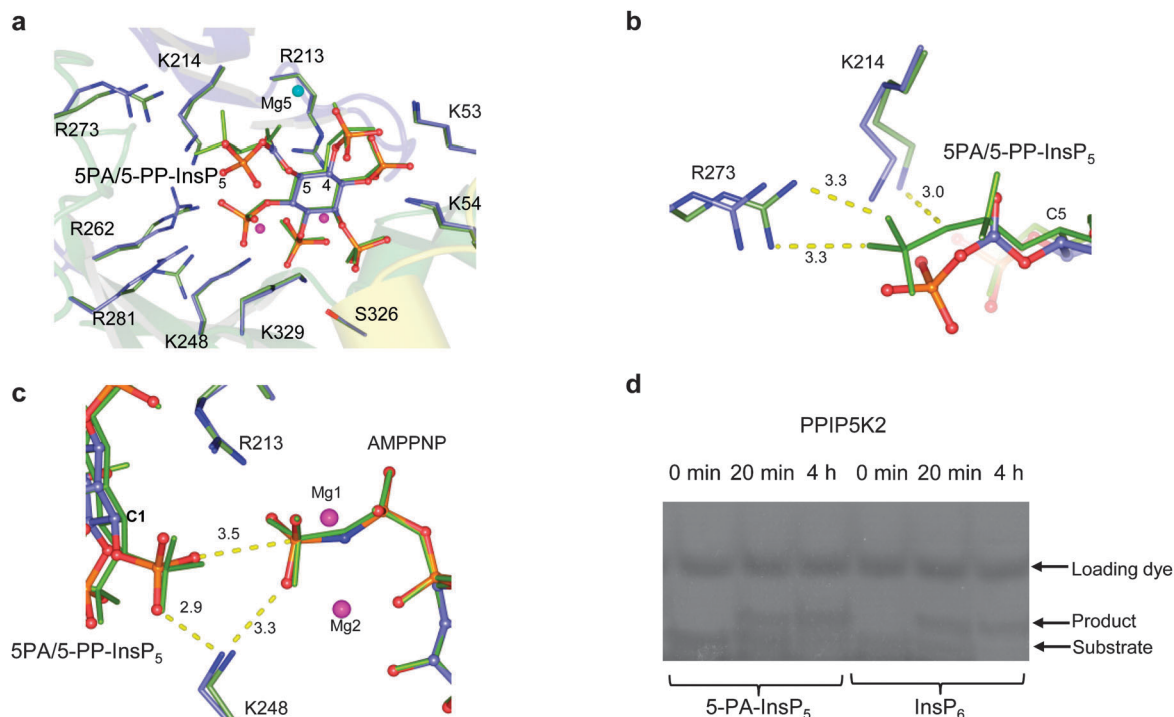 a
K214
R213
Mg5
K53
R273
5PA/5-PP-InsP5
5
4
R262
K54
R281
K248
K329
S326
b
K214
5PA/5-PP-InsP5
R273
3.3
3.0
C5
3.3
c
R213
AMPPNP
Mg1
C1
3.5
2.9
3.3
Mg2
5PA/5-PP-InsP5
K248
d
PPIP5K2
0 min 20 min 4 h 0 min 20 min 4 h
Loading dye
Product
Substrate
5-PA-InsP5 InsP6